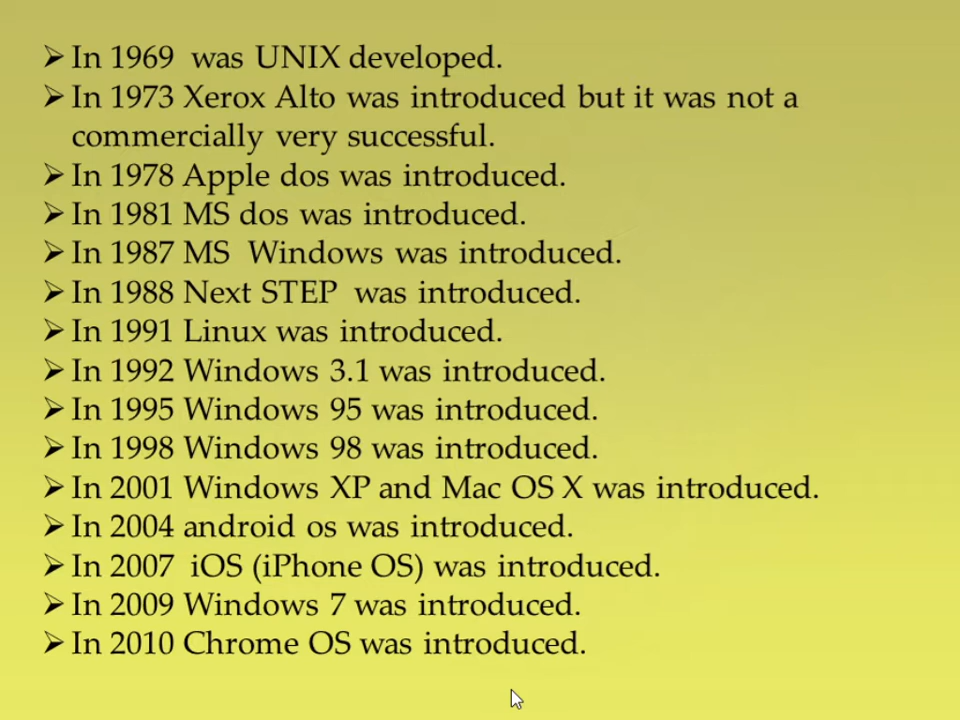 ➢ In 1969 was UNIX developed.
➢ In 1973 Xerox Alto was introduced but it was not a
commercially very successful.
➢ In 1978 Apple dos was introduced.
➢ In 1981 MS dos was introduced.
➢ In 1987 MS Windows was introduced.
➢ In 1988 Next STEP was introduced.
➢ In 1991 Linux was introduced.
➢ In 1992 Windows 3.1 was introduced.
➢ In 1995 Windows 95 was introduced.
➢ In 1998 Windows 98 was introduced.
➢ In 2001 Windows XP and Mac OS X was introduced.
➢ In 2004 android os was introduced.
➢ In 2007 iOS (iPhone OS) was introduced.
➢ In 2009 Windows 7 was introduced.
➢ In 2010 Chrome OS was introduced.